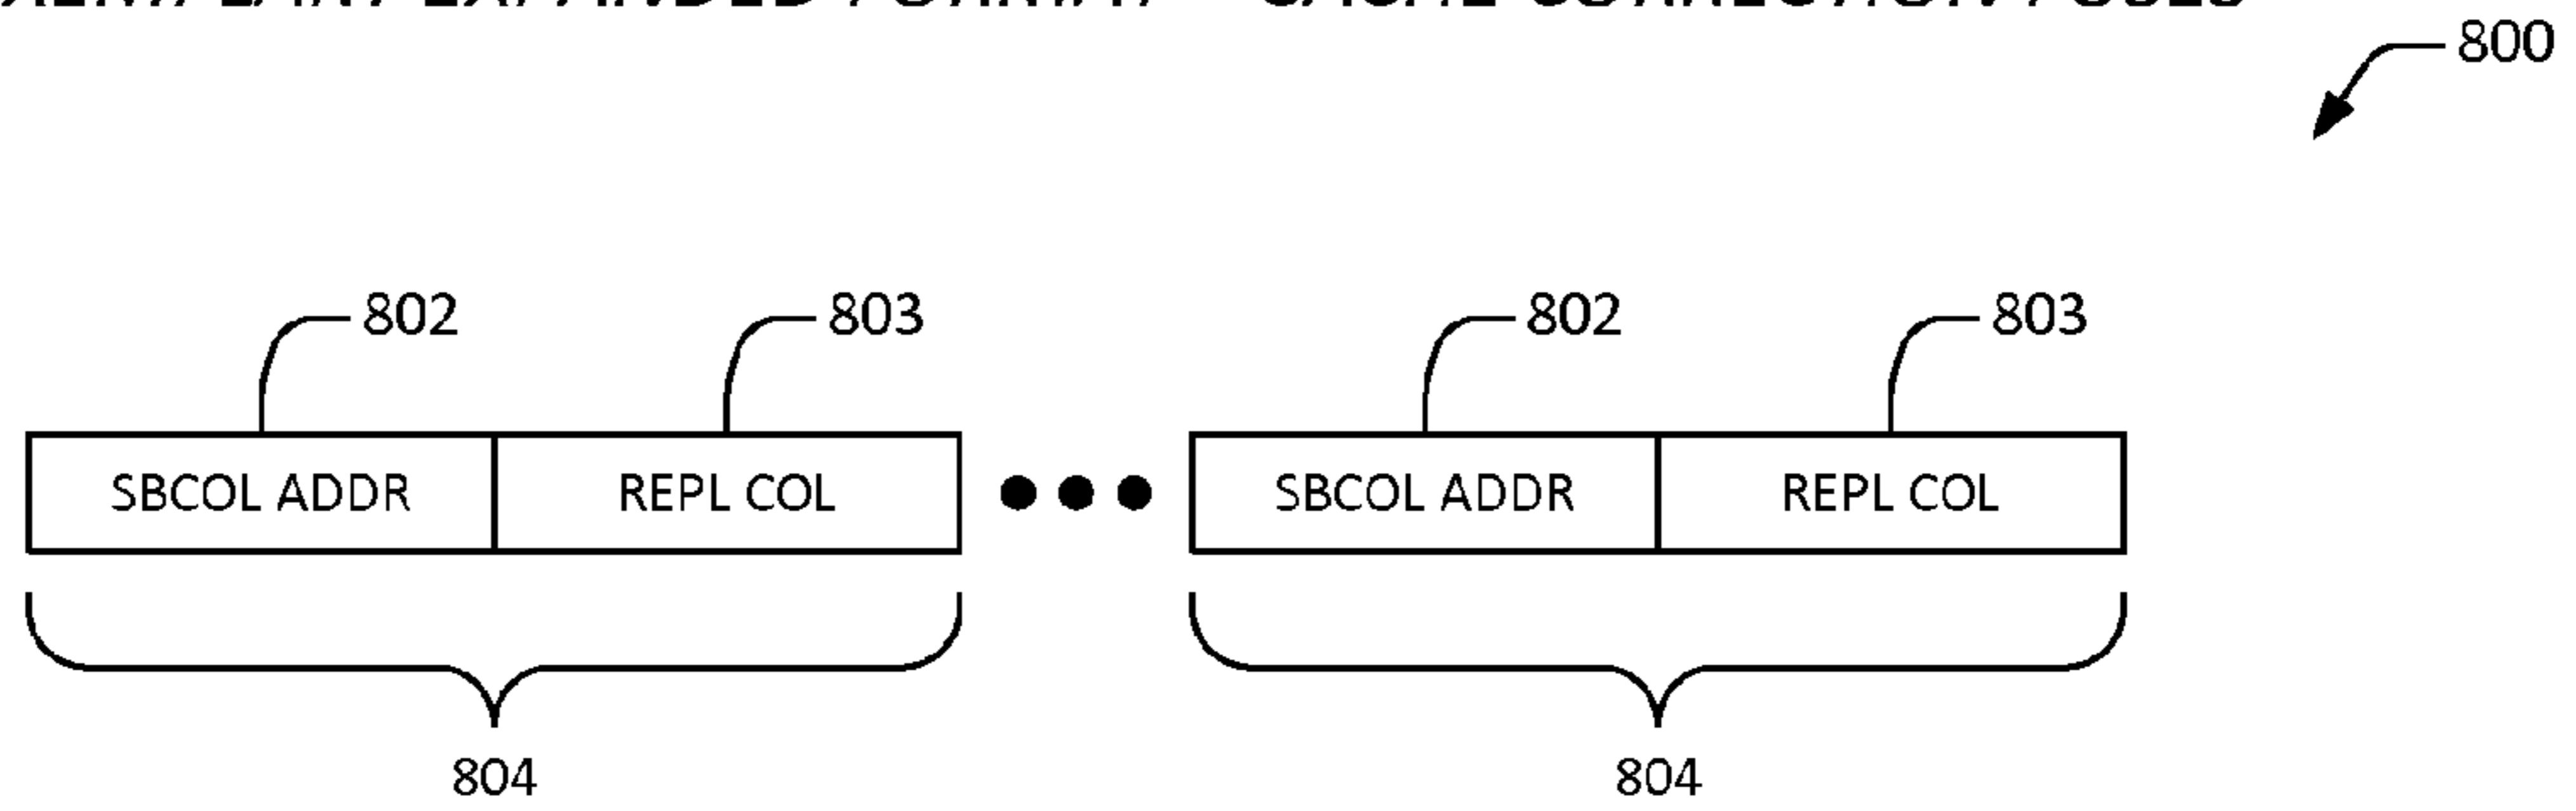 800
802 803 802 803
SBCOL ADDR REPL COL SBCOL ADDR REPL COL
804 804